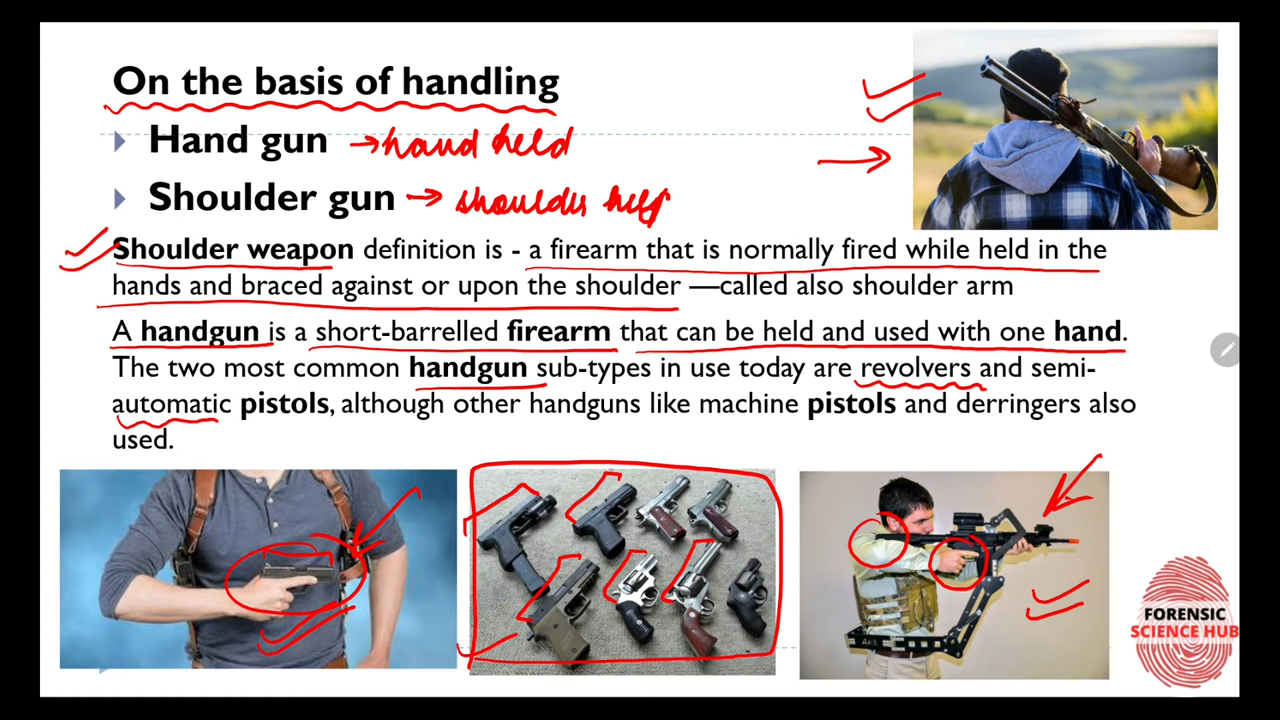 On the basis of handling
Hand gun → hand held
Shoulder gun → shoulder held
Shoulder weapon definition is - a firearm that is normally fired while held in the
hands and braced against or upon the shoulder —called also shoulder arm
A handgun is a short-barrelled firearm that can be held and used with one hand.
The two most common handgun sub-types in use today are revolvers and semi-
automatic pistols, although other handguns like machine pistols and derringers also
used.
FORENSIC
SCIENCE HUB